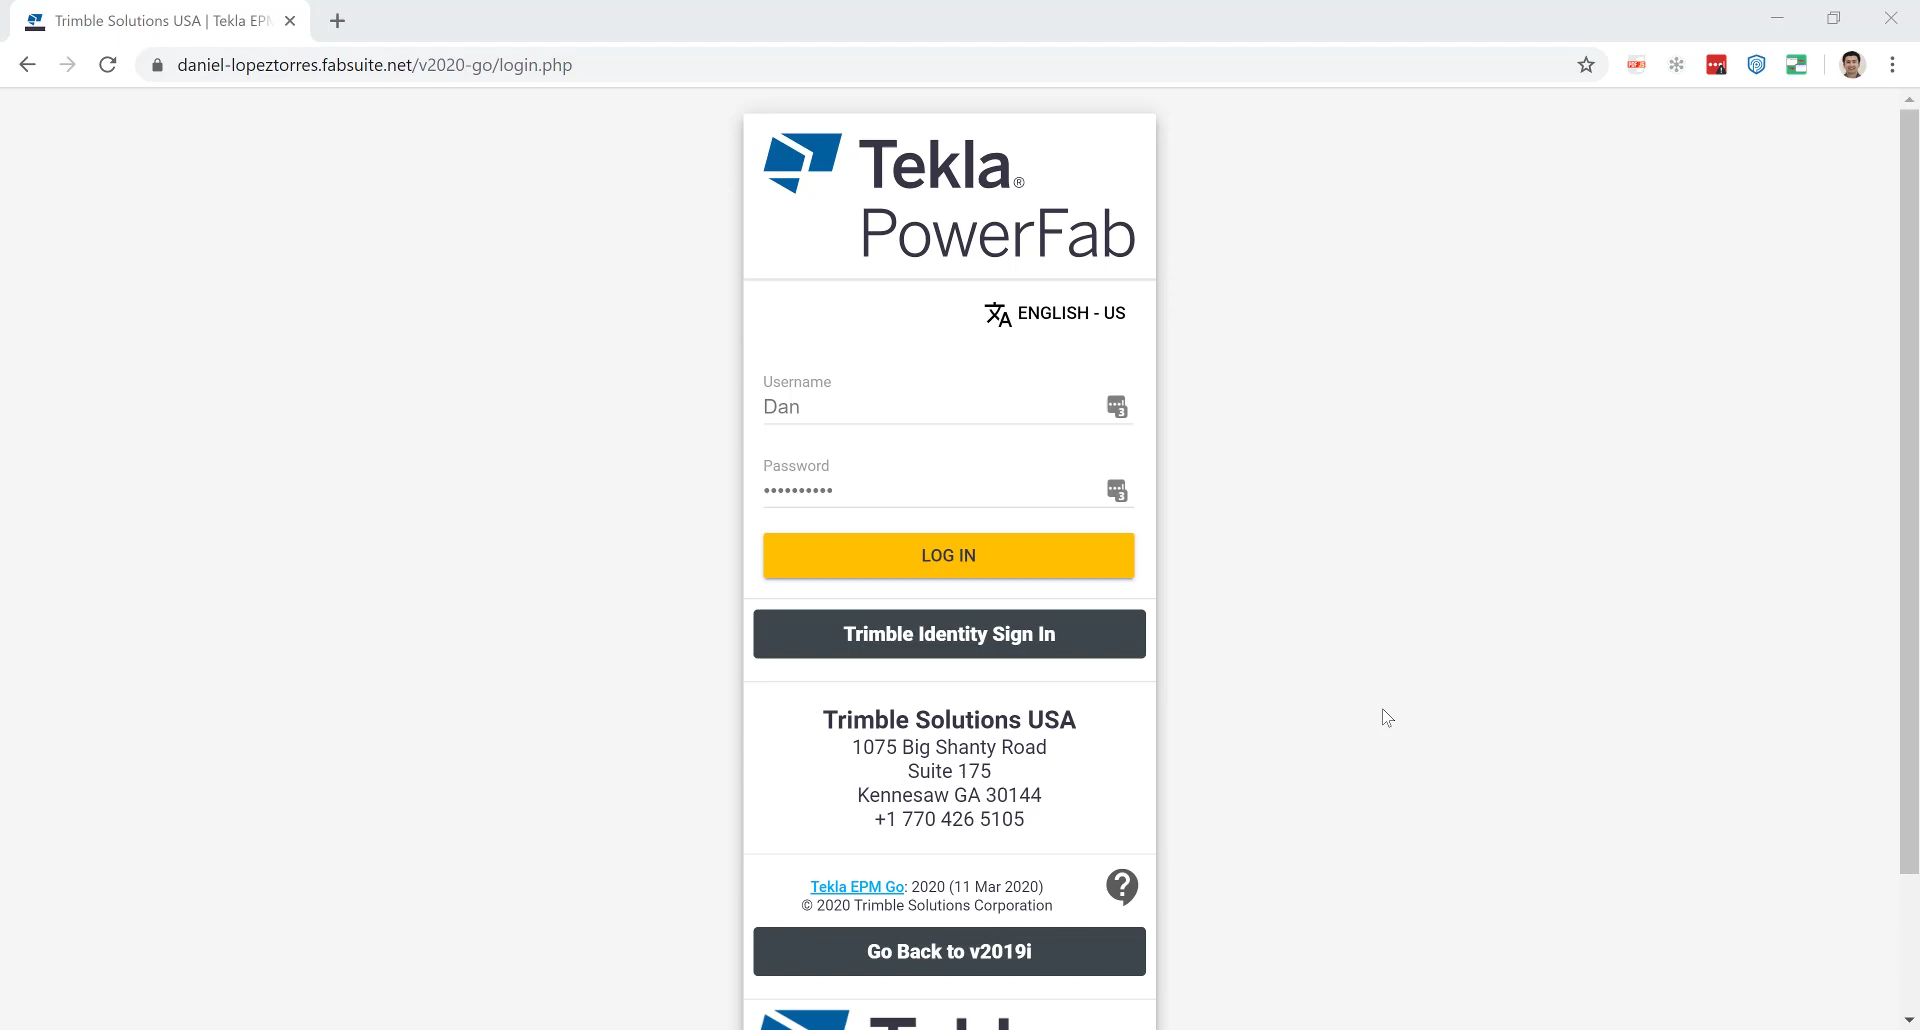 Trimble Solutions USA | Tekla EPM
daniel-lopeztorres.fabsuite.net/v2020-go/login.php
Tekla®
PowerFab
ENGLISH - US
Username
Dan
Password
••••••••••
LOG IN
Trimble Identity Sign In
Trimble Solutions USA
1075 Big Shanty Road
Suite 175
Kennesaw GA 30144
+1 770 426 5105
Tekla EPM Go: 2020 (11 Mar 2020)
© 2020 Trimble Solutions Corporation
Go Back to v2019i